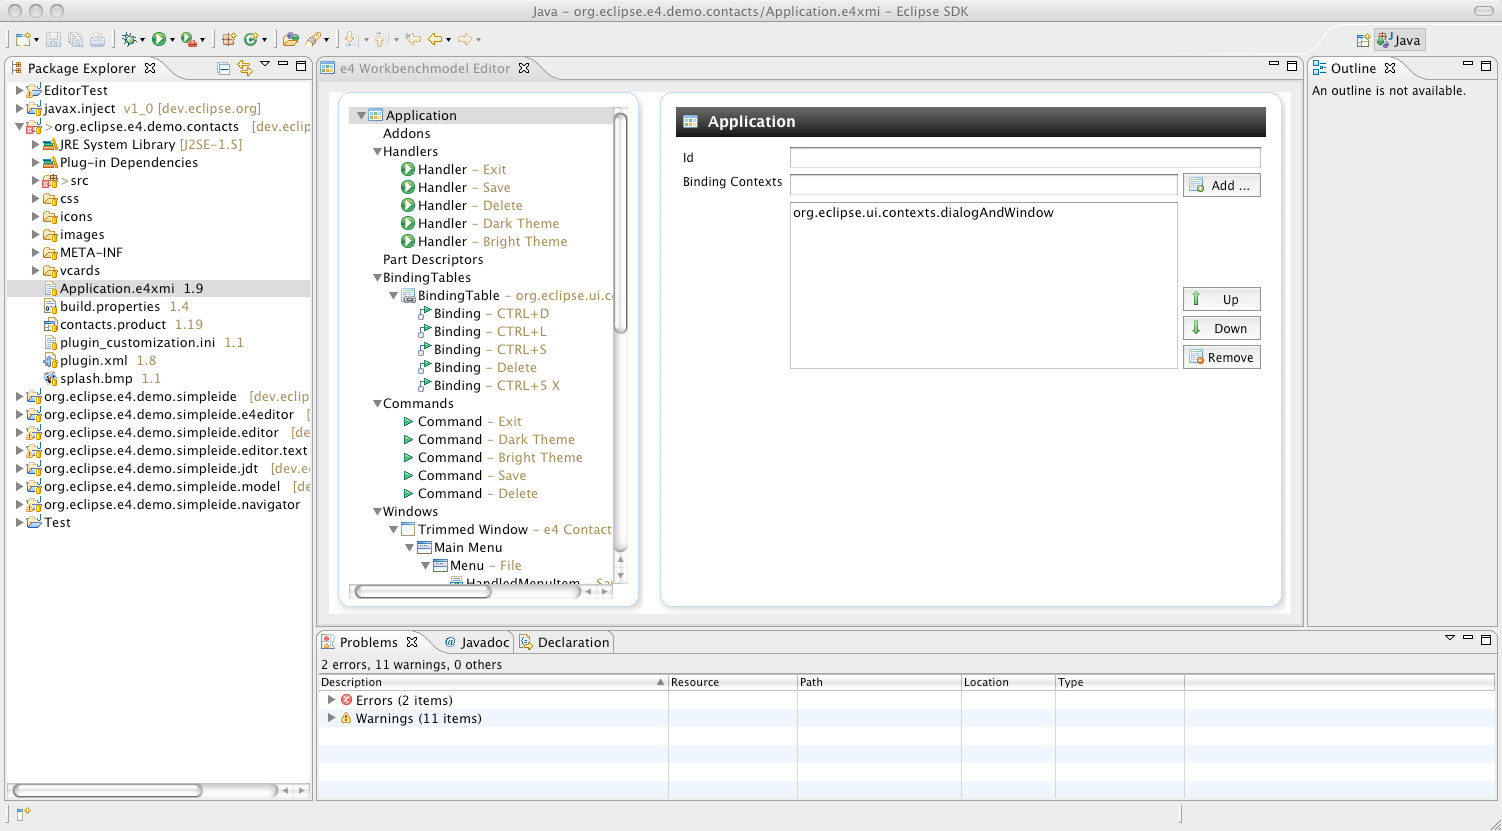 Java – org.eclipse.e4.demo.contacts/Application.e4xmi – Eclipse SDK
Java
Package Explorer
EditorTest
javax.inject v1_0 [dev.eclipse.org]
>org.eclipse.e4.demo.contacts [dev.eclip
JRE System Library [J2SE-1.5]
Plug-in Dependencies
>src
css
icons
images
META-INF
vcards
Application.e4xmi 1.9
build.properties 1.4
contacts.product 1.19
plugin_customization.ini 1.1
plugin.xml 1.8
splash.bmp 1.1
org.eclipse.e4.demo.simpleide [dev.eclip
org.eclipse.e4.demo.simpleide.e4editor [
org.eclipse.e4.demo.simpleide.editor [de
org.eclipse.e4.demo.simpleide.editor.text
org.eclipse.e4.demo.simpleide.jdt [dev.e
org.eclipse.e4.demo.simpleide.model [de
org.eclipse.e4.demo.simpleide.navigator
Test
e4 Workbenchmodel Editor
Application
Addons
Handlers
Handler – Exit
Handler – Save
Handler – Delete
Handler – Dark Theme
Handler – Bright Theme
Part Descriptors
BindingTables
BindingTable – org.eclipse.ui.c
Binding – CTRL+D
Binding – CTRL+L
Binding – CTRL+S
Binding – Delete
Binding – CTRL+5 X
Commands
Command – Exit
Command – Dark Theme
Command – Bright Theme
Command – Save
Command – Delete
Windows
Trimmed Window – e4 Contact
Main Menu
Menu – File
HandledMenuItem – Sa
Application
Id
Binding Contexts
Add ...
org.eclipse.ui.contexts.dialogAndWindow
Up
Down
Remove
Outline
An outline is not available.
Problems
@ Javadoc
Declaration
2 errors, 11 warnings, 0 others
Description Resource Path Location Type
Errors (2 items)
Warnings (11 items)